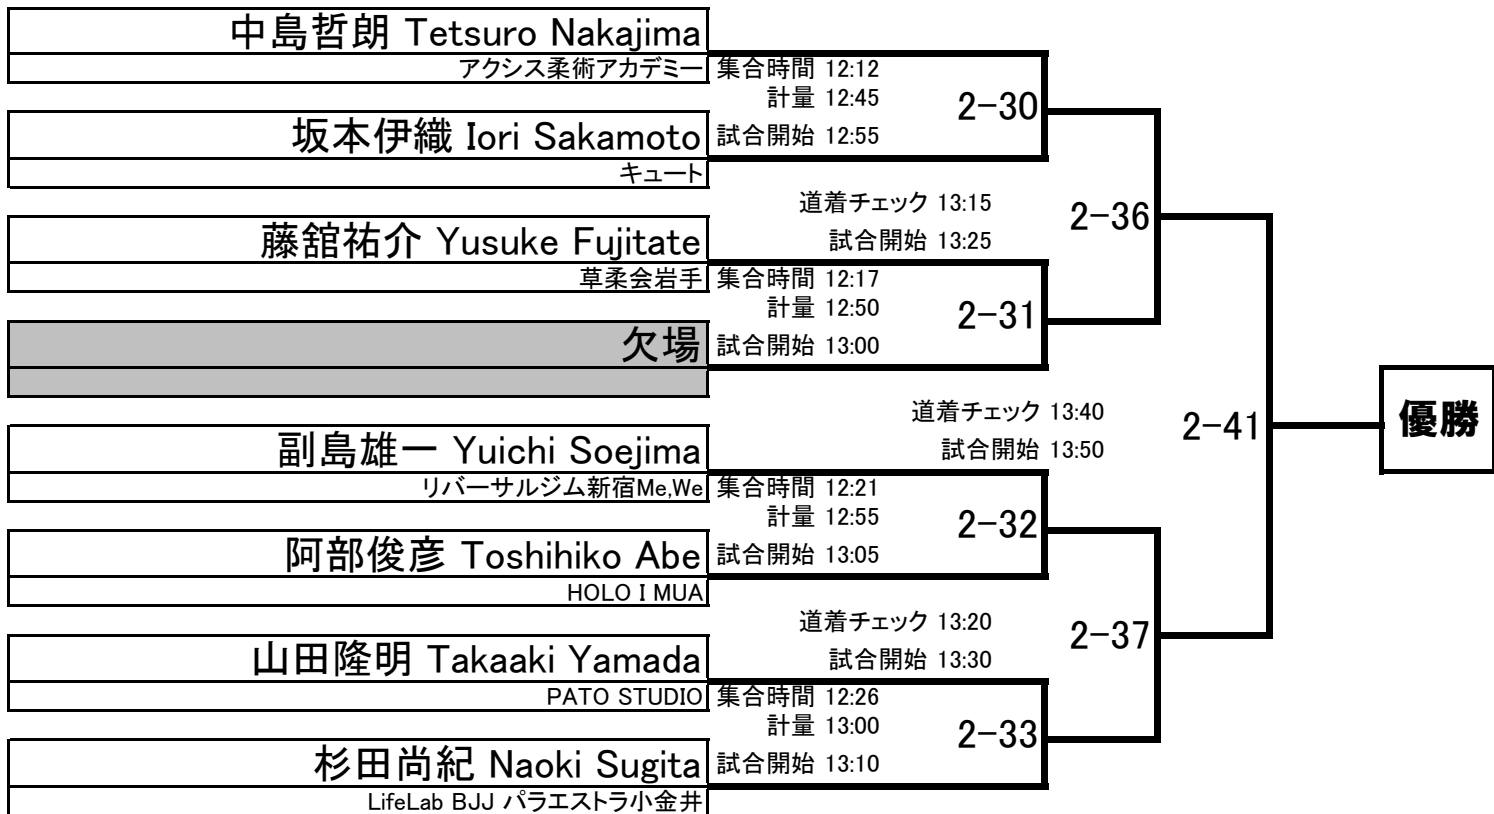 中島哲朗 Tetsuro Nakajima
アクシス柔術アカデミー
集合時間 12:12
計量 12:45
2-30
坂本伊織 Iori Sakamoto
試合開始 12:55
キュート
道着チェック 13:15
2-36
試合開始 13:25
藤舘祐介 Yusuke Fujitate
草柔会岩手
集合時間 12:17
計量 12:50
2-31
欠場
試合開始 13:00
道着チェック 13:40
2-41
優勝
試合開始 13:50
副島雄一 Yuichi Soejima
リバーサルジム新宿Me,We
集合時間 12:21
計量 12:55
2-32
阿部俊彦 Toshihiko Abe
試合開始 13:05
HOLO I MUA
道着チェック 13:20
2-37
試合開始 13:30
山田隆明 Takaaki Yamada
PATO STUDIO
集合時間 12:26
計量 13:00
2-33
杉田尚紀 Naoki Sugita
試合開始 13:10
LifeLab BJJ パラエストラ小金井